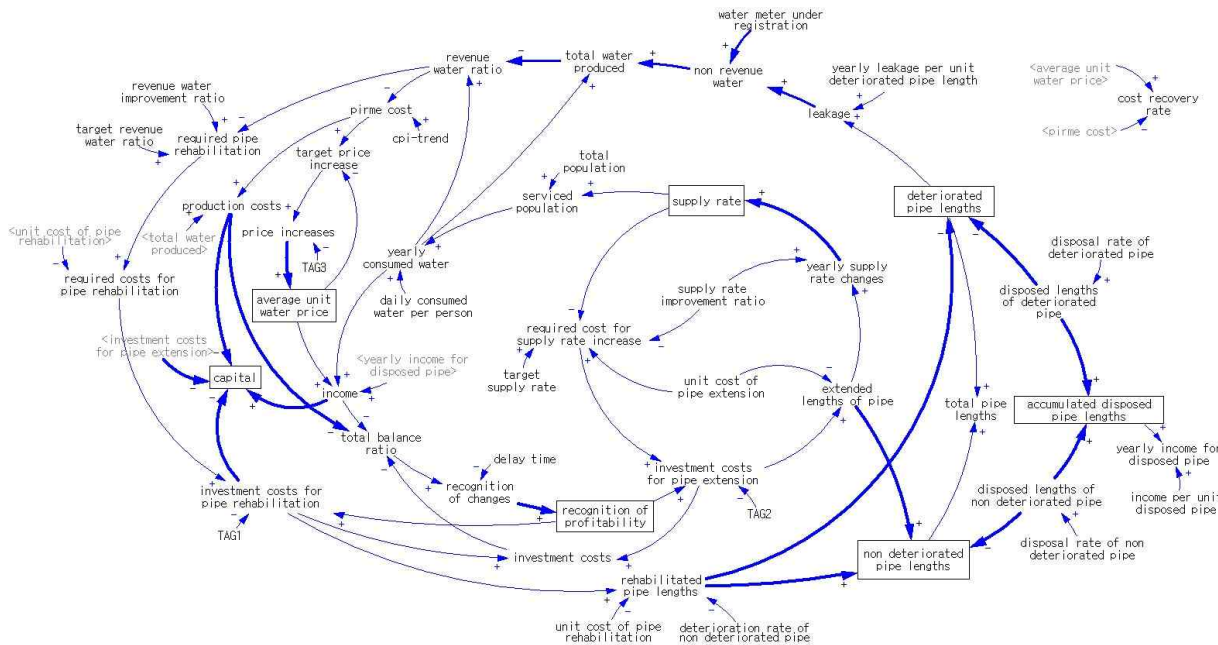 water meter under
registration
revenue
water ratio
total water
produced
non revenue
water
yearly leakage per unit
deteriorated pipe length
<average unit
water price>
cost recovery
rate
<pirme cost>
revenue water
improvement ratio
pirme cost
leakage
target revenue
water ratio
required pipe
rehabilitation
cpi-trend
target price
increase
total
population
production costs
serviced
population
supply rate
deteriorated
pipe lengths
<unit cost of pipe
rehabilitation>
<total water
produced>
price increases
TAG3
yearly
consumed water
disposal rate of
deteriorated pipe
required costs for
pipe rehabilitation
average unit
water price
daily consumed
water per person
supply rate
improvement ratio
yearly supply
rate changes
disposed lengths
of deteriorated
pipe
required cost for
supply rate increase
<investment costs
for pipe extension>
<yearly income for
disposed pipe>
target
supply rate
capital
income
unit cost of
pipe extension
extended
lengths of pipe
total pipe
lengths
accumulated disposed
pipe lengths
total balance
ratio
delay time
yearly income for
disposed pipe
recognition
of changes
investment costs
for pipe extension
investment costs for
pipe rehabilitation
disposed lengths of
non deteriorated pipe
income per unit
disposed pipe
recognition
of profitability
TAG1
TAG2
disposal rate of non
deteriorated pipe
investment costs
non deteriorated
pipe lengths
rehabilitated
pipe lengths
unit cost of pipe
rehabilitation
deterioration rate of
non deteriorated pipe